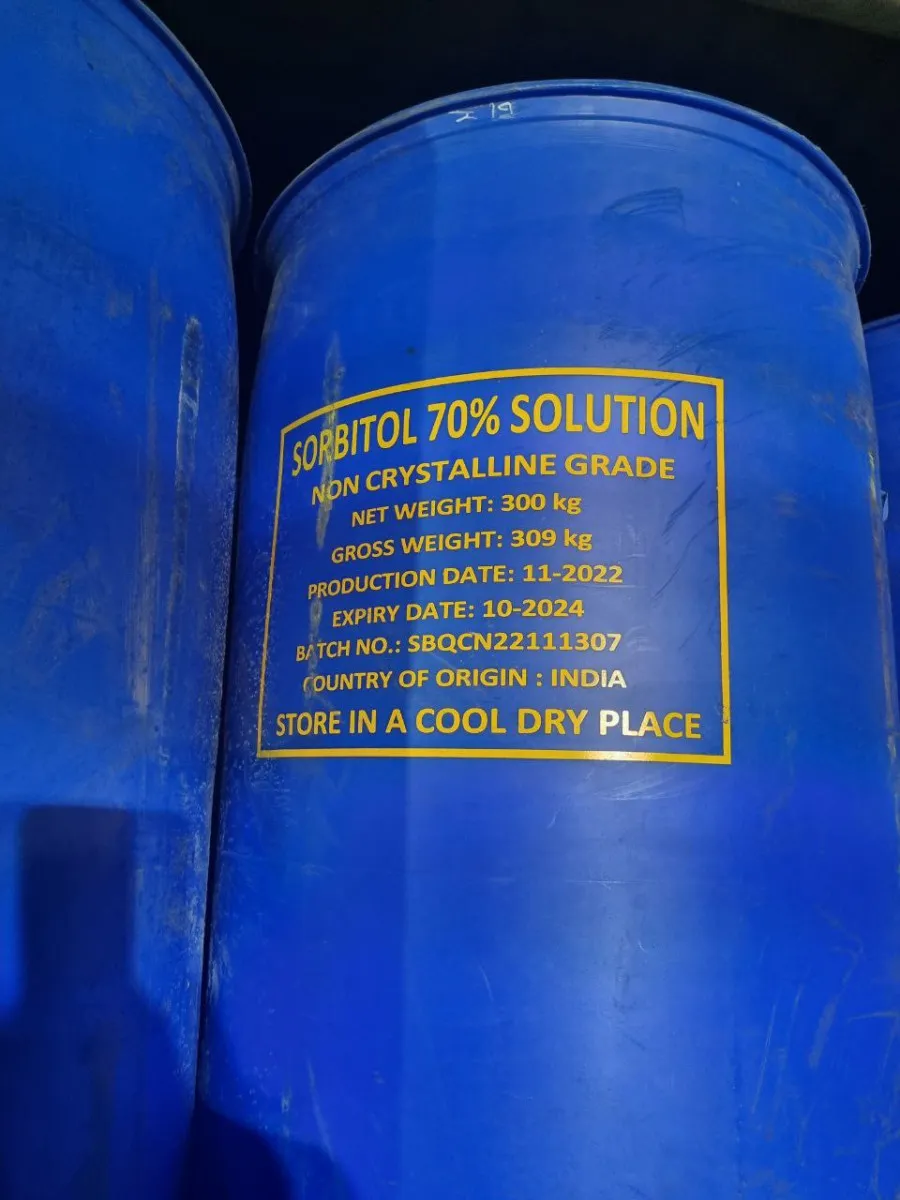 SORBITOL 70% SOLUTION
NON CRYSTALLINE GRADE
NET WEIGHT: 300 kg
GROSS WEIGHT: 309 kg
PRODUCTION DATE: 11-2022
EXPIRY DATE: 10-2024
BATCH NO.: SBQCN22111307
COUNTRY OF ORIGIN : INDIA
STORE IN A COOL DRY PLACE